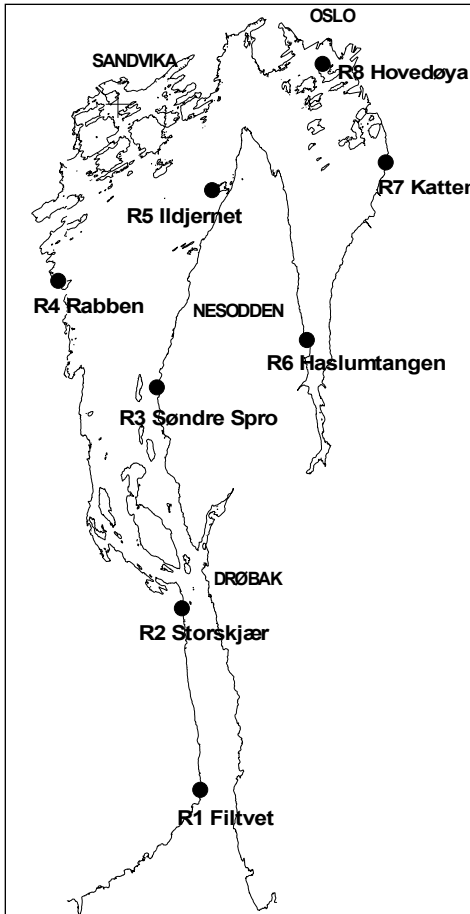 OSLO
SANDVIKA
R8 Hovedøya
R7 Katten
R5 Ildjernet
R4 Rabben
NESODDEN
R6 Haslumtangen
R3 Søndre Spro
DRØBAK
R2 Storskjær
R1 Filtvet